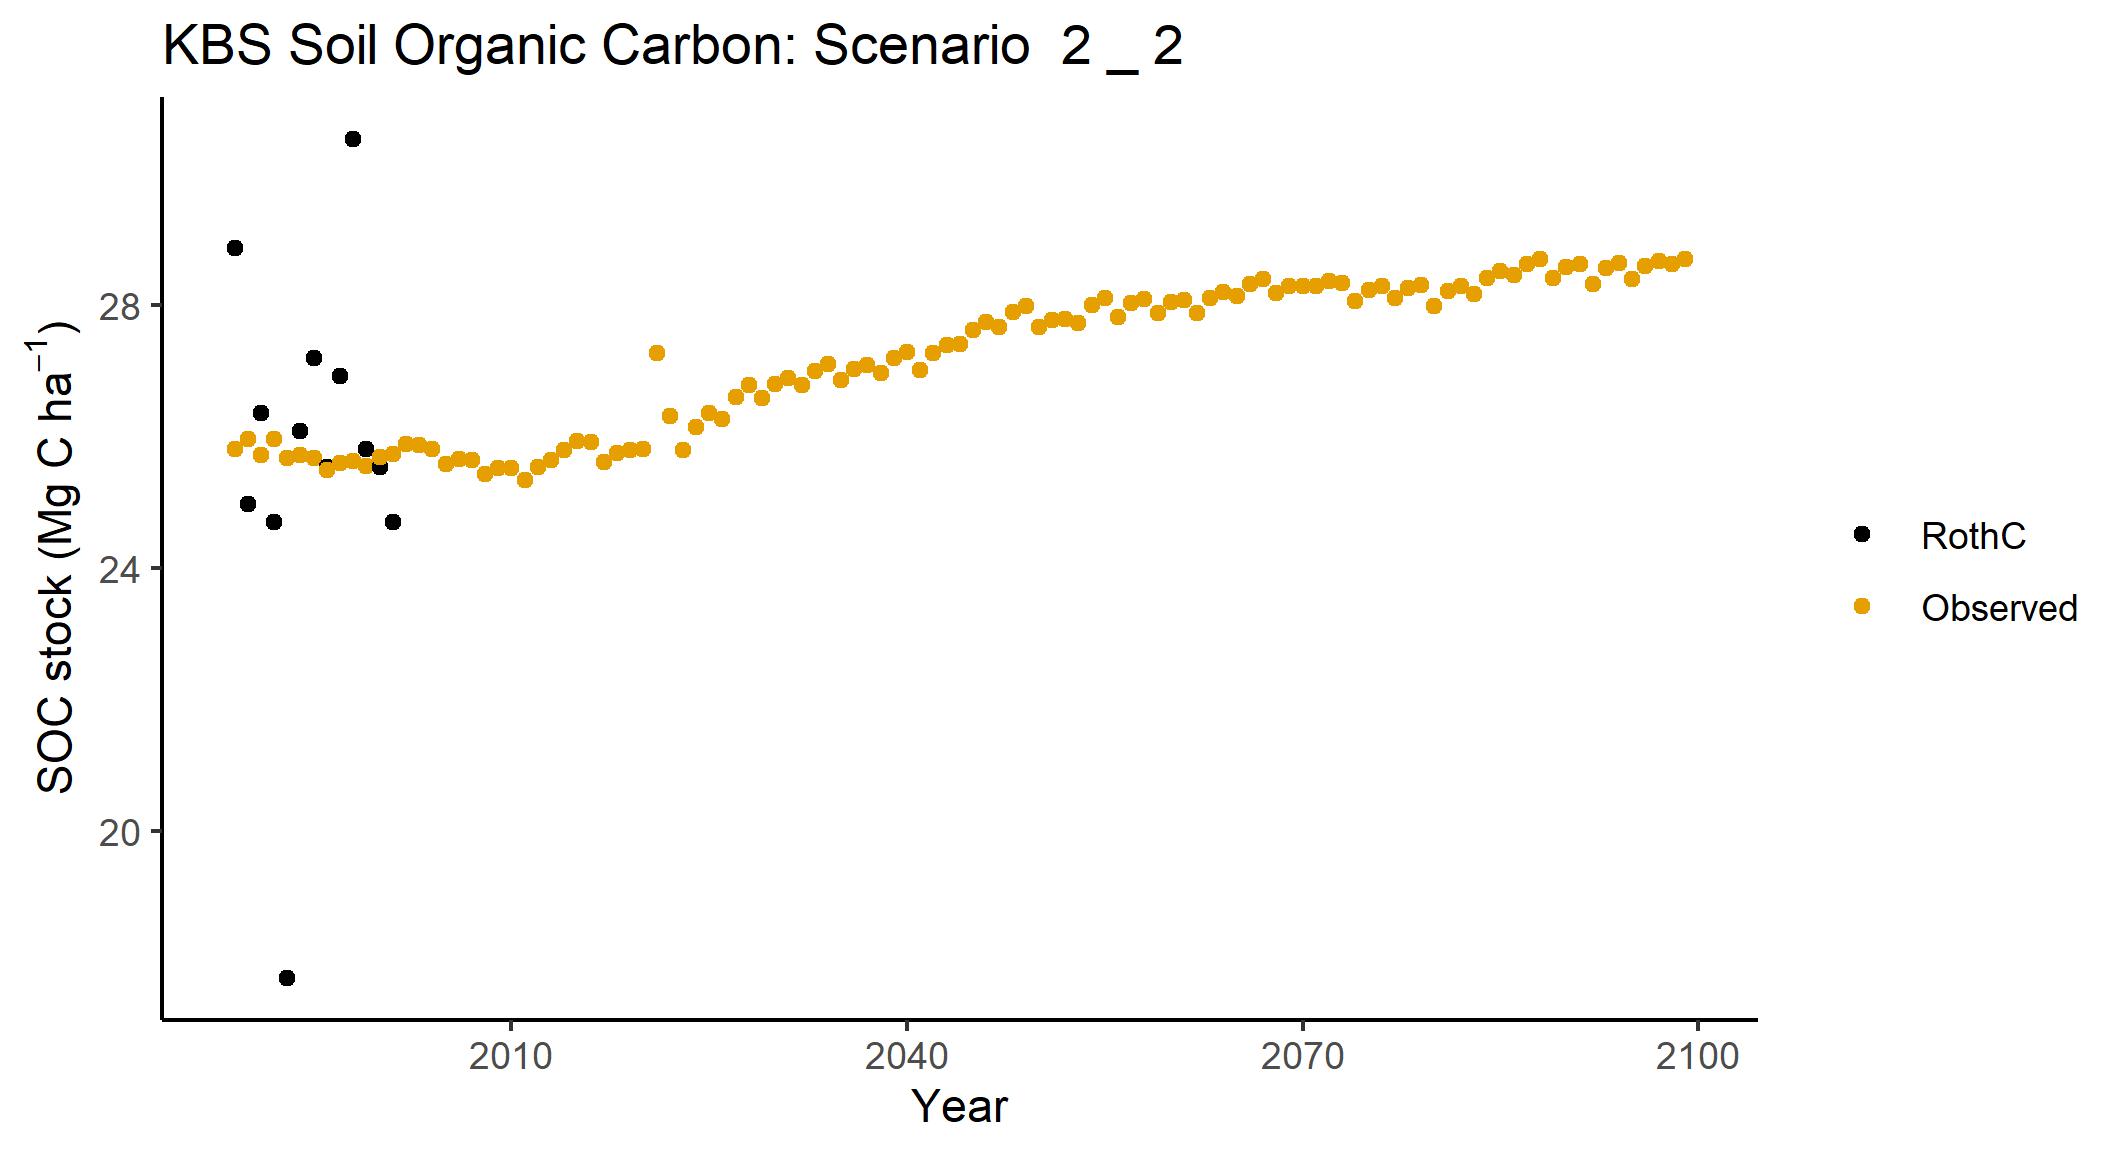 KBS Soil Organic Carbon: Scenario  2 _ 2
SOC stock (Mg C ha⁻¹)
28
24
20
2010
2040
2070
2100
Year
RothC
Observed